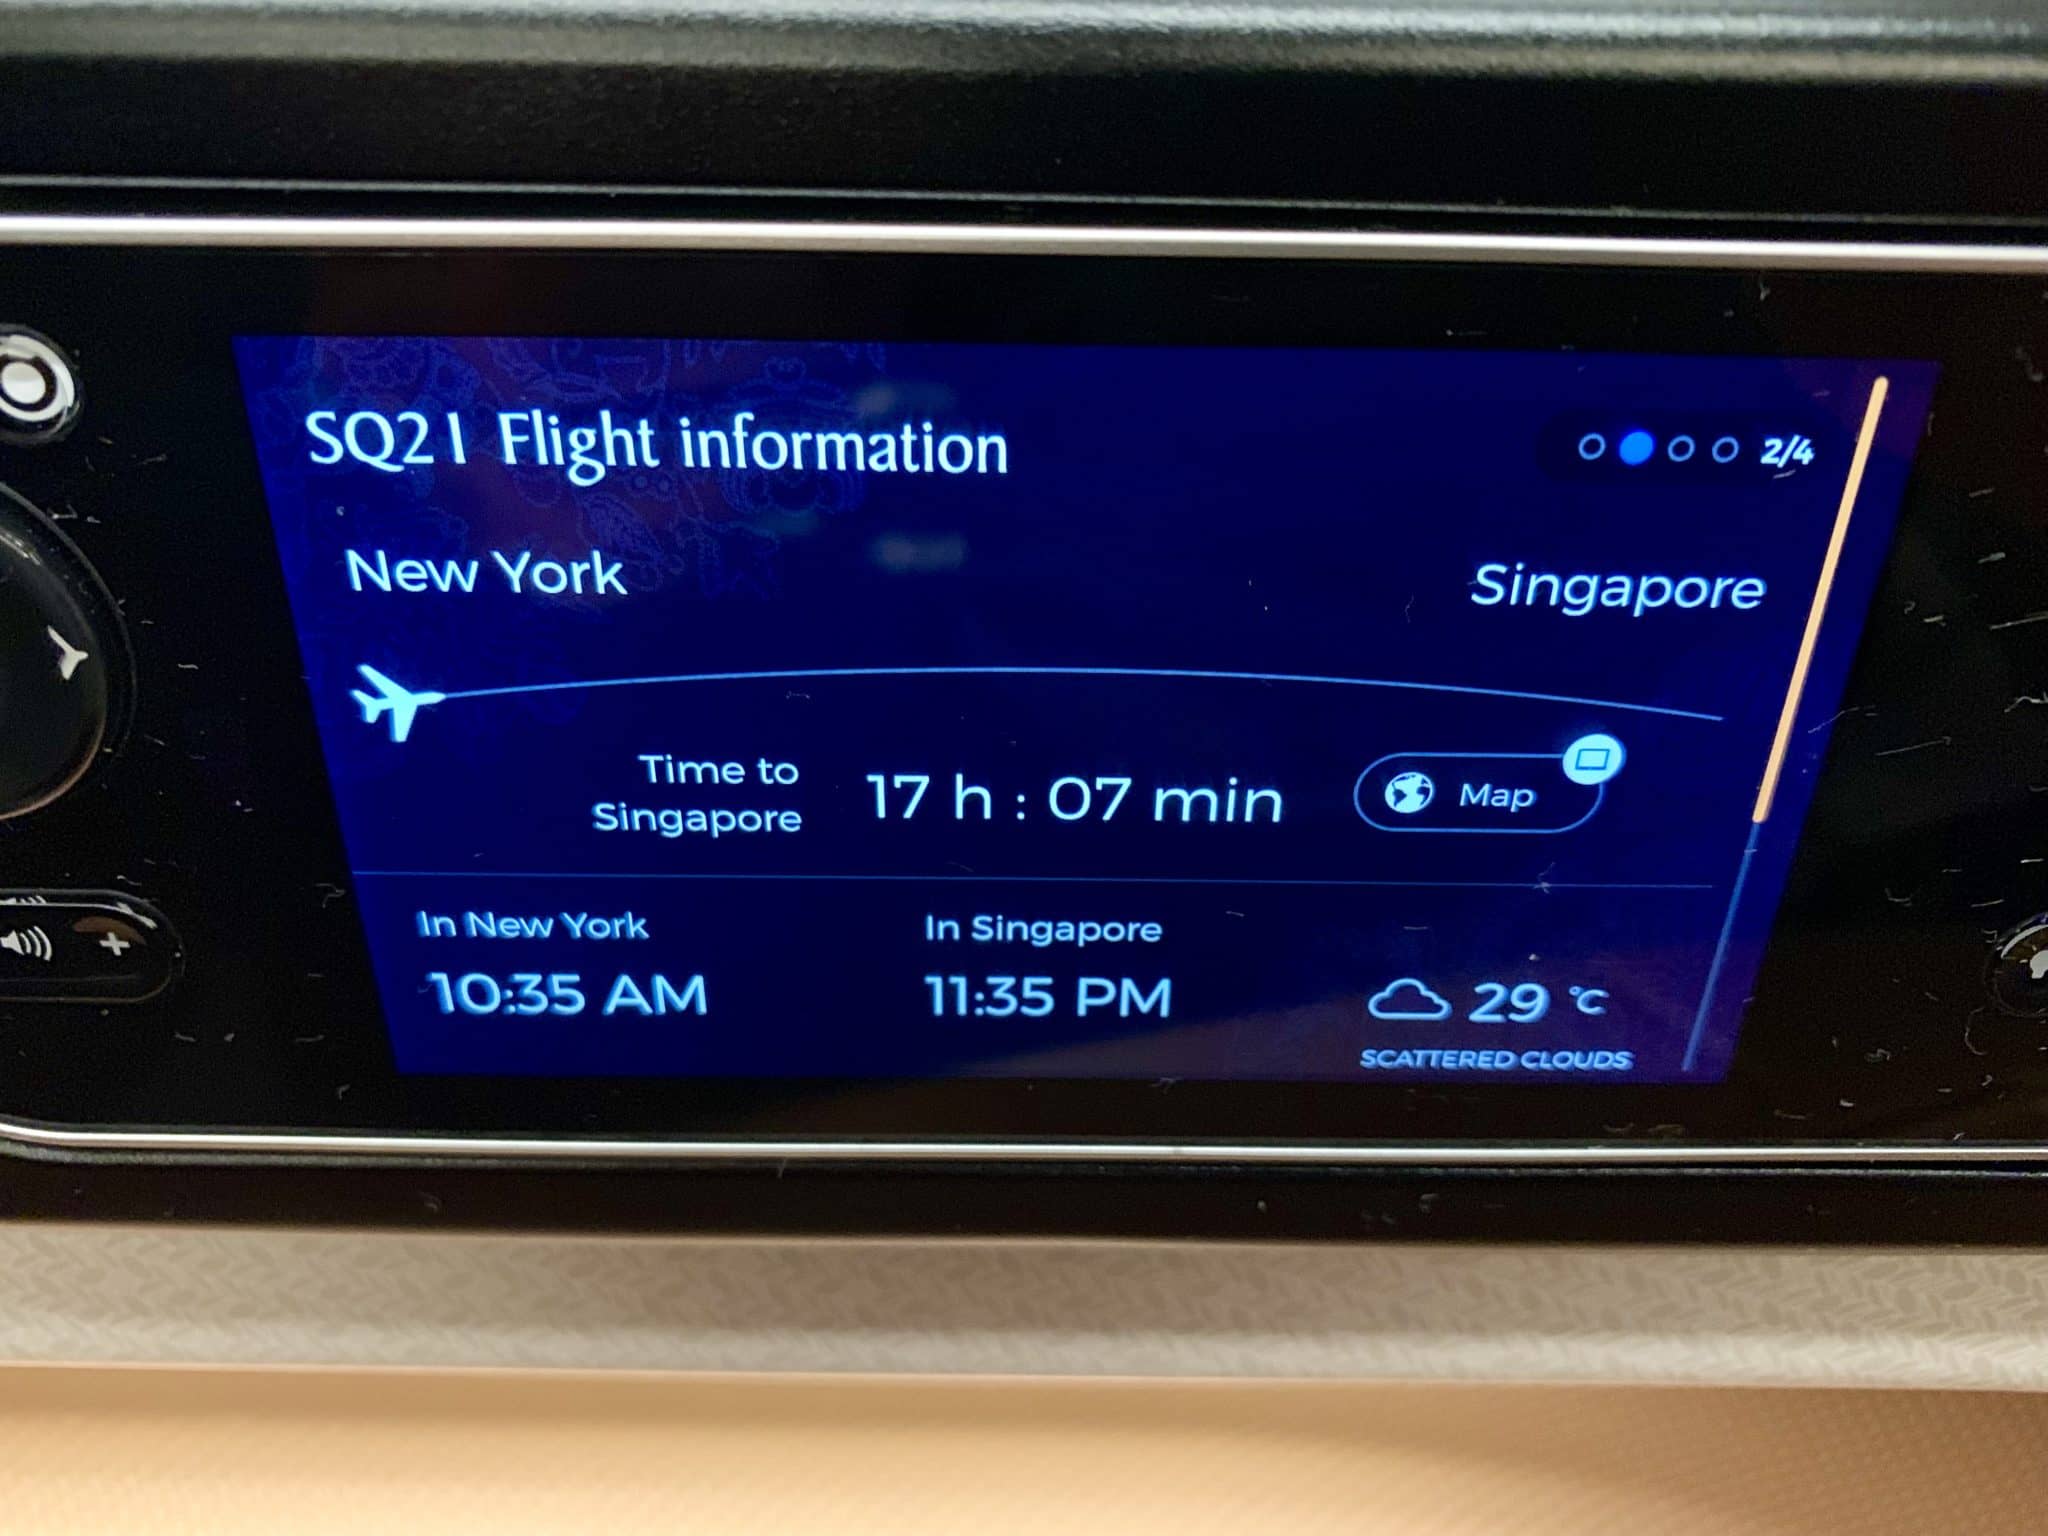 SQ21 Flight information
2/4
New York
Singapore
Time to
Singapore
17 h : 07 min
Map
In New York
In Singapore
10:35 AM
11:35 PM
29 °C
SCATTERED CLOUDS